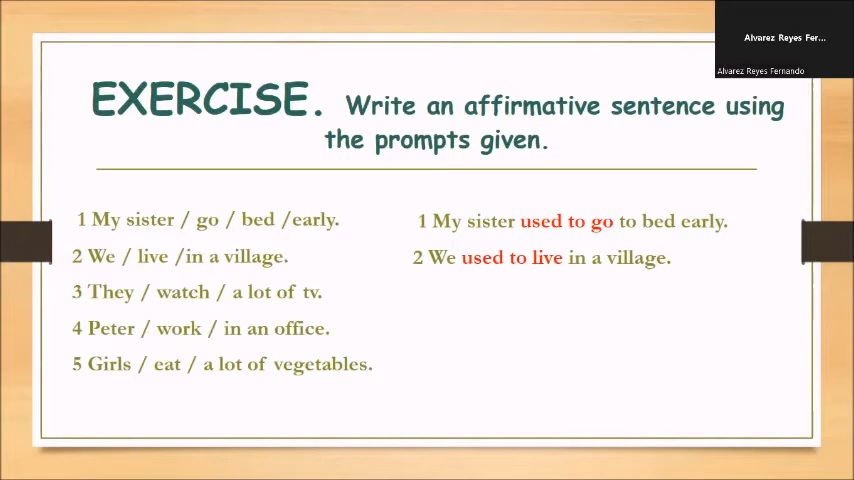 Alvarez Reyes Fer...
Alvarez Reyes Fernando
EXERCISE. Write an affirmative sentence using
the prompts given.
1 My sister / go / bed /early.
2 We / live /in a village.
3 They / watch / a lot of tv.
4 Peter / work / in an office.
5 Girls / eat / a lot of vegetables.
1 My sister used to go to bed early.
2 We used to live in a village.